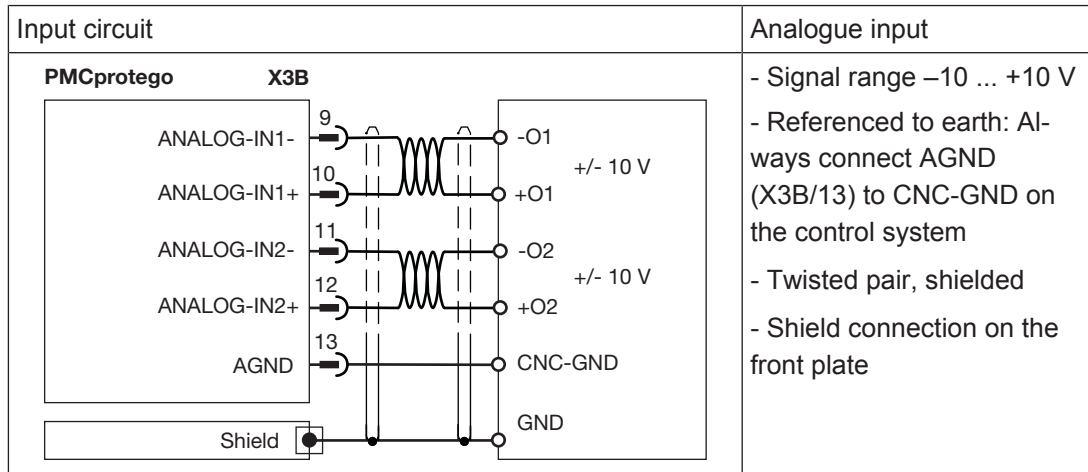 Input circuit
Analogue input
PMCprotego X3B
ANALOG-IN1-
9
-O1
+/- 10 V
ANALOG-IN1+
10
+O1
ANALOG-IN2-
11
-O2
+/- 10 V
ANALOG-IN2+
12
+O2
AGND
13
CNC-GND
Shield
GND
- Signal range –10 ... +10 V
- Referenced to earth: Al-
ways connect AGND
(X3B/13) to CNC-GND on
the control system
- Twisted pair, shielded
- Shield connection on the
front plate